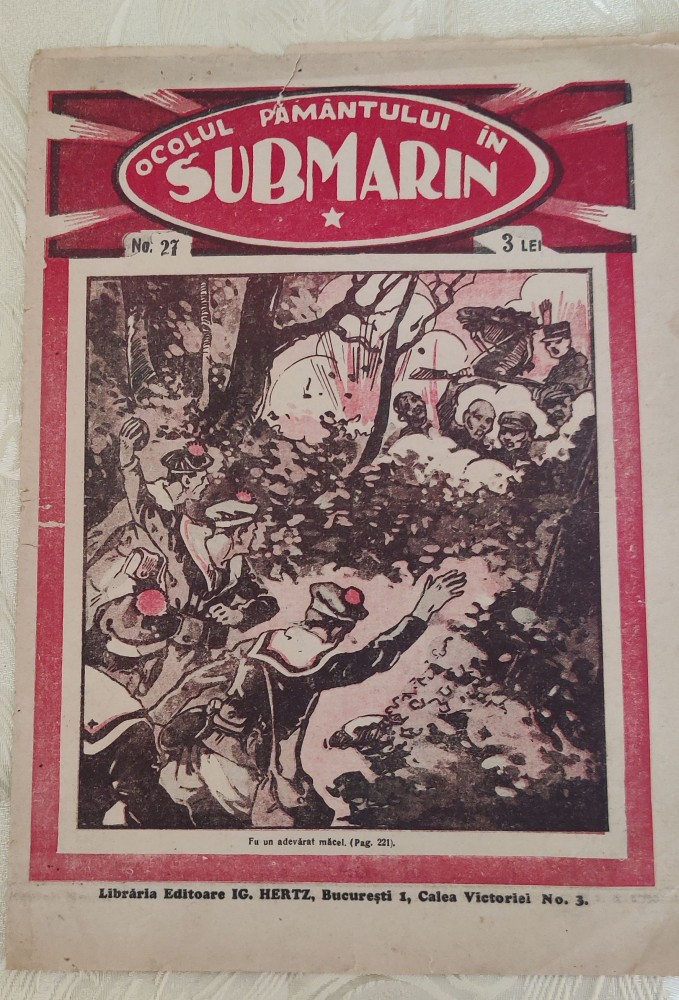 OCOLUL PĂMÂNTULUI ÎN
SUBMARIN
No. 27
3 LEI
Fu un adevărat măcel. (Pag. 221).
Librăria Editoare IG. HERTZ, Bucureşti 1, Calea Victoriei No. 3.